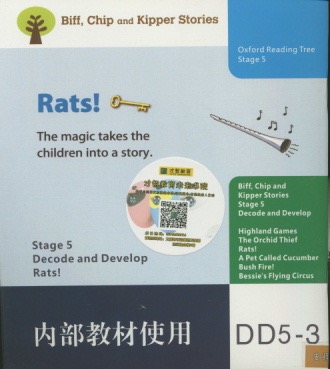 Biff, Chip and Kipper Stories
Oxford Reading Tree
Stage 5
Rats!
The magic takes the
children into a story.
Biff, Chip and
Kipper Stories
Stage 5
Decode and Develop
Highland Games
The Orchid Thief
Rats!
A Pet Called Cucumber
Bush Fire!
Bessie's Flying Circus
Stage 5
Decode and Develop
Rats!
内部教材使用
DD5-3